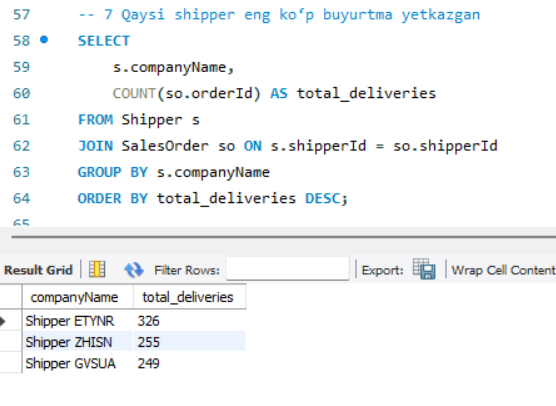 57 -- 7 Qaysi shipper eng ko‘p buyurtma yetkazgan
58 SELECT
59 s.companyName,
60 COUNT(so.orderId) AS total_deliveries
61 FROM Shipper s
62 JOIN SalesOrder so ON s.shipperId = so.shipperId
63 GROUP BY s.companyName
64 ORDER BY total_deliveries DESC;
65
Result Grid Filter Rows: Export: Wrap Cell Content
companyName total_deliveries
Shipper ETYNR 326
Shipper ZHISN 255
Shipper GVSUA 249